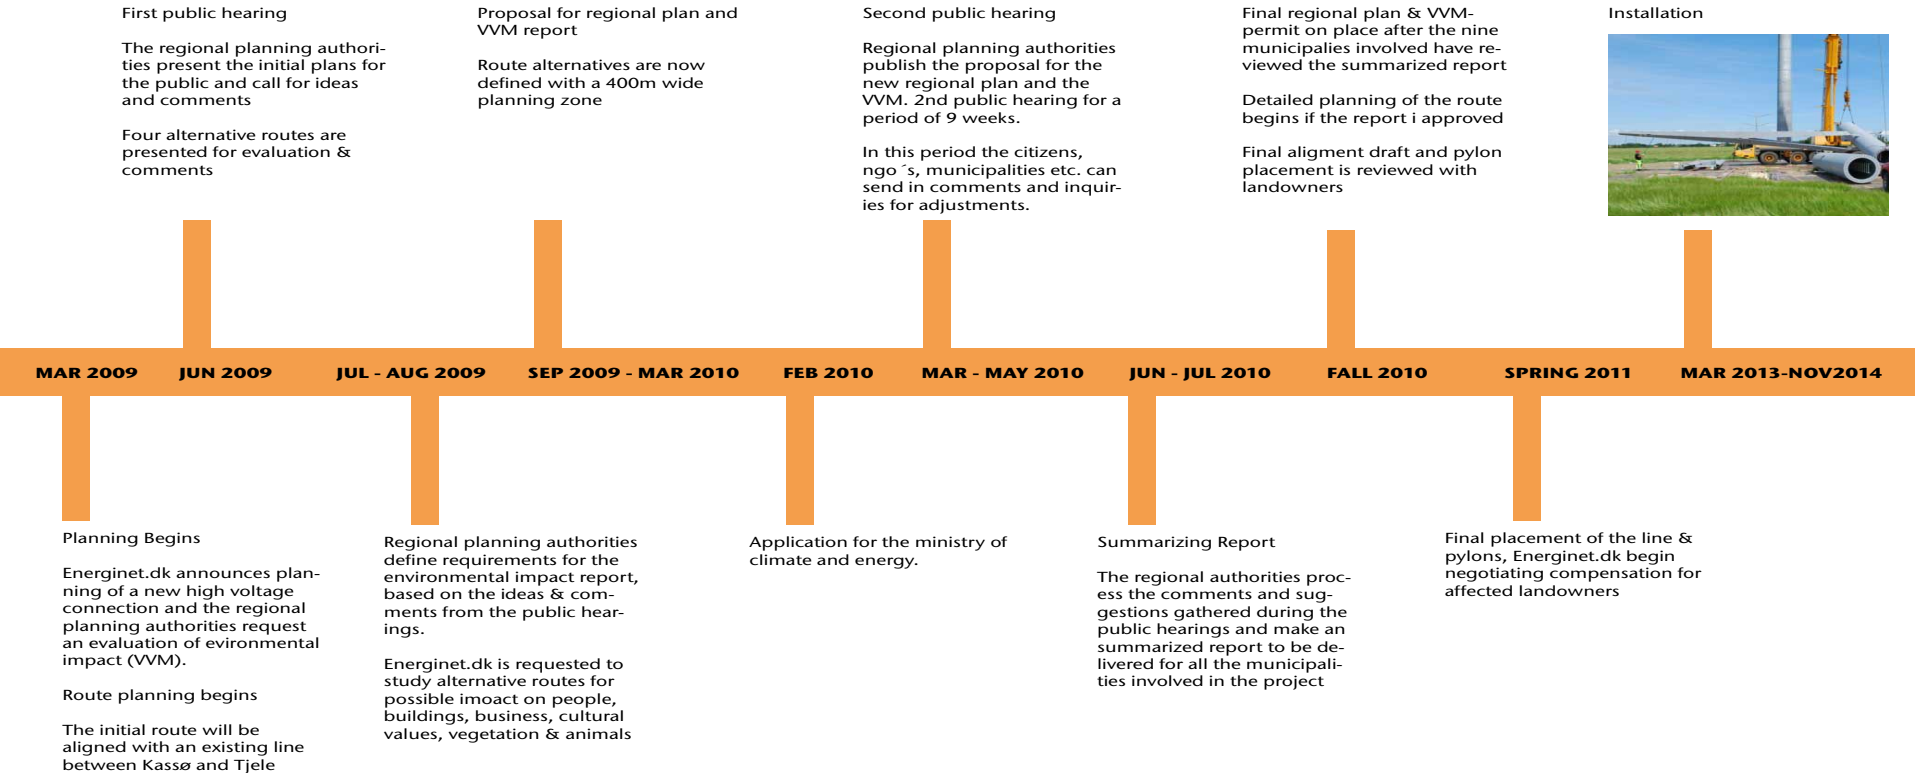 First public hearing
The regional planning authori-
ties present the initial plans for
the public and call for ideas
and comments
Four alternative routes are
presented for evaluation &
comments
Proposal for regional plan and
VVM report
Route alternatives are now
defined with a 400m wide
planning zone
Second public hearing
Regional planning authorities
publish the proposal for the
new regional plan and the
VVM. 2nd public hearing for a
period of 9 weeks.
In this period the citizens,
ngo ´s, municipalities etc. can
send in comments and inquir-
ies for adjustments.
Final regional plan & VVM-
permit on place after the nine
municipalies involved have re-
viewed the summarized report
Detailed planning of the route
begins if the report i approved
Final aligment draft and pylon
placement is reviewed with
landowners
Installation
MAR 2009
JUN 2009
JUL - AUG 2009
SEP 2009 - MAR 2010
FEB 2010
MAR - MAY 2010
JUN - JUL 2010
FALL 2010
SPRING 2011
MAR 2013-NOV2014
Planning Begins
Energinet.dk announces plan-
ning of a new high voltage
connection and the regional
planning authorities request
an evaluation of evironmental
impact (VVM).
Route planning begins
The initial route will be
aligned with an existing line
between Kassø and Tjele
Regional planning authorities
define requirements for the
environmental impact report,
based on the ideas & com-
ments from the public hear-
ings.
Energinet.dk is requested to
study alternative routes for
possible imoact on people,
buildings, business, cultural
values, vegetation & animals
Application for the ministry of
climate and energy.
Summarizing Report
The regional authorities proc-
ess the comments and sug-
gestions gathered during the
public hearings and make an
summarized report to be de-
livered for all the municipali-
ties involved in the project
Final placement of the line &
pylons, Energinet.dk begin
negotiating compensation for
affected landowners